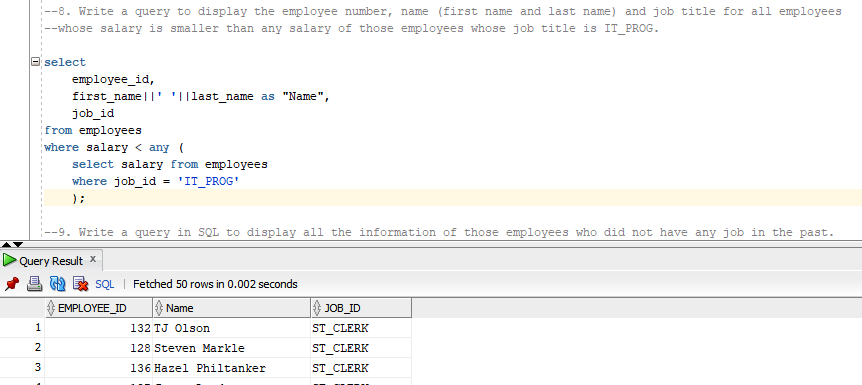 --8. Write a query to display the employee number, name (first name and last name) and job title for all employees
--whose salary is smaller than any salary of those employees whose job title is IT_PROG.
select
employee_id,
first_name||' '||last_name as "Name",
job_id
from employees
where salary < any (
select salary from employees
where job_id = 'IT_PROG'
);
--9. Write a query in SQL to display all the information of those employees who did not have any job in the past.
Query Result x
SQL | Fetched 50 rows in 0.002 seconds
EMPLOYEE_ID Name JOB_ID
1 132 TJ Olson ST_CLERK
2 128 Steven Markle ST_CLERK
3 136 Hazel Philtanker ST_CLERK